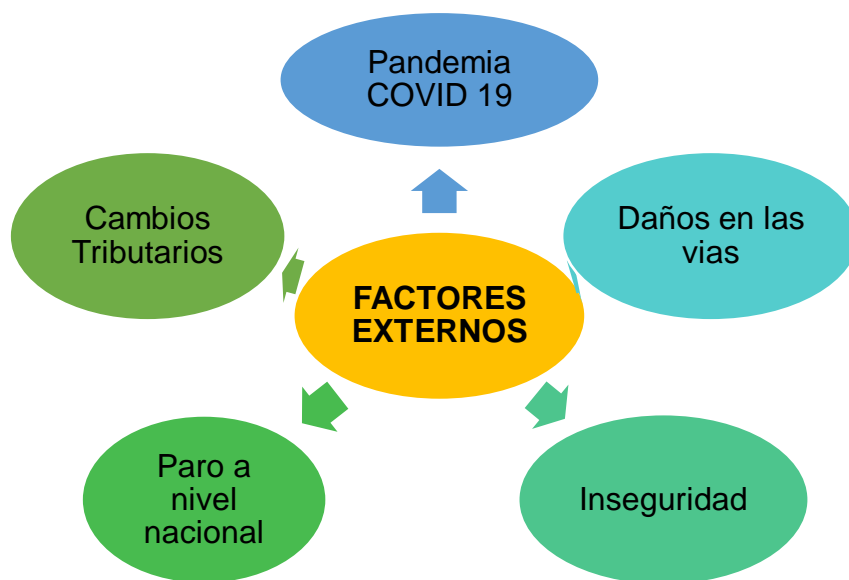 Pandemia
COVID 19
Cambios
Tributarios
Daños en las
vias
FACTORES
EXTERNOS
Paro a
nivel
nacional
Inseguridad